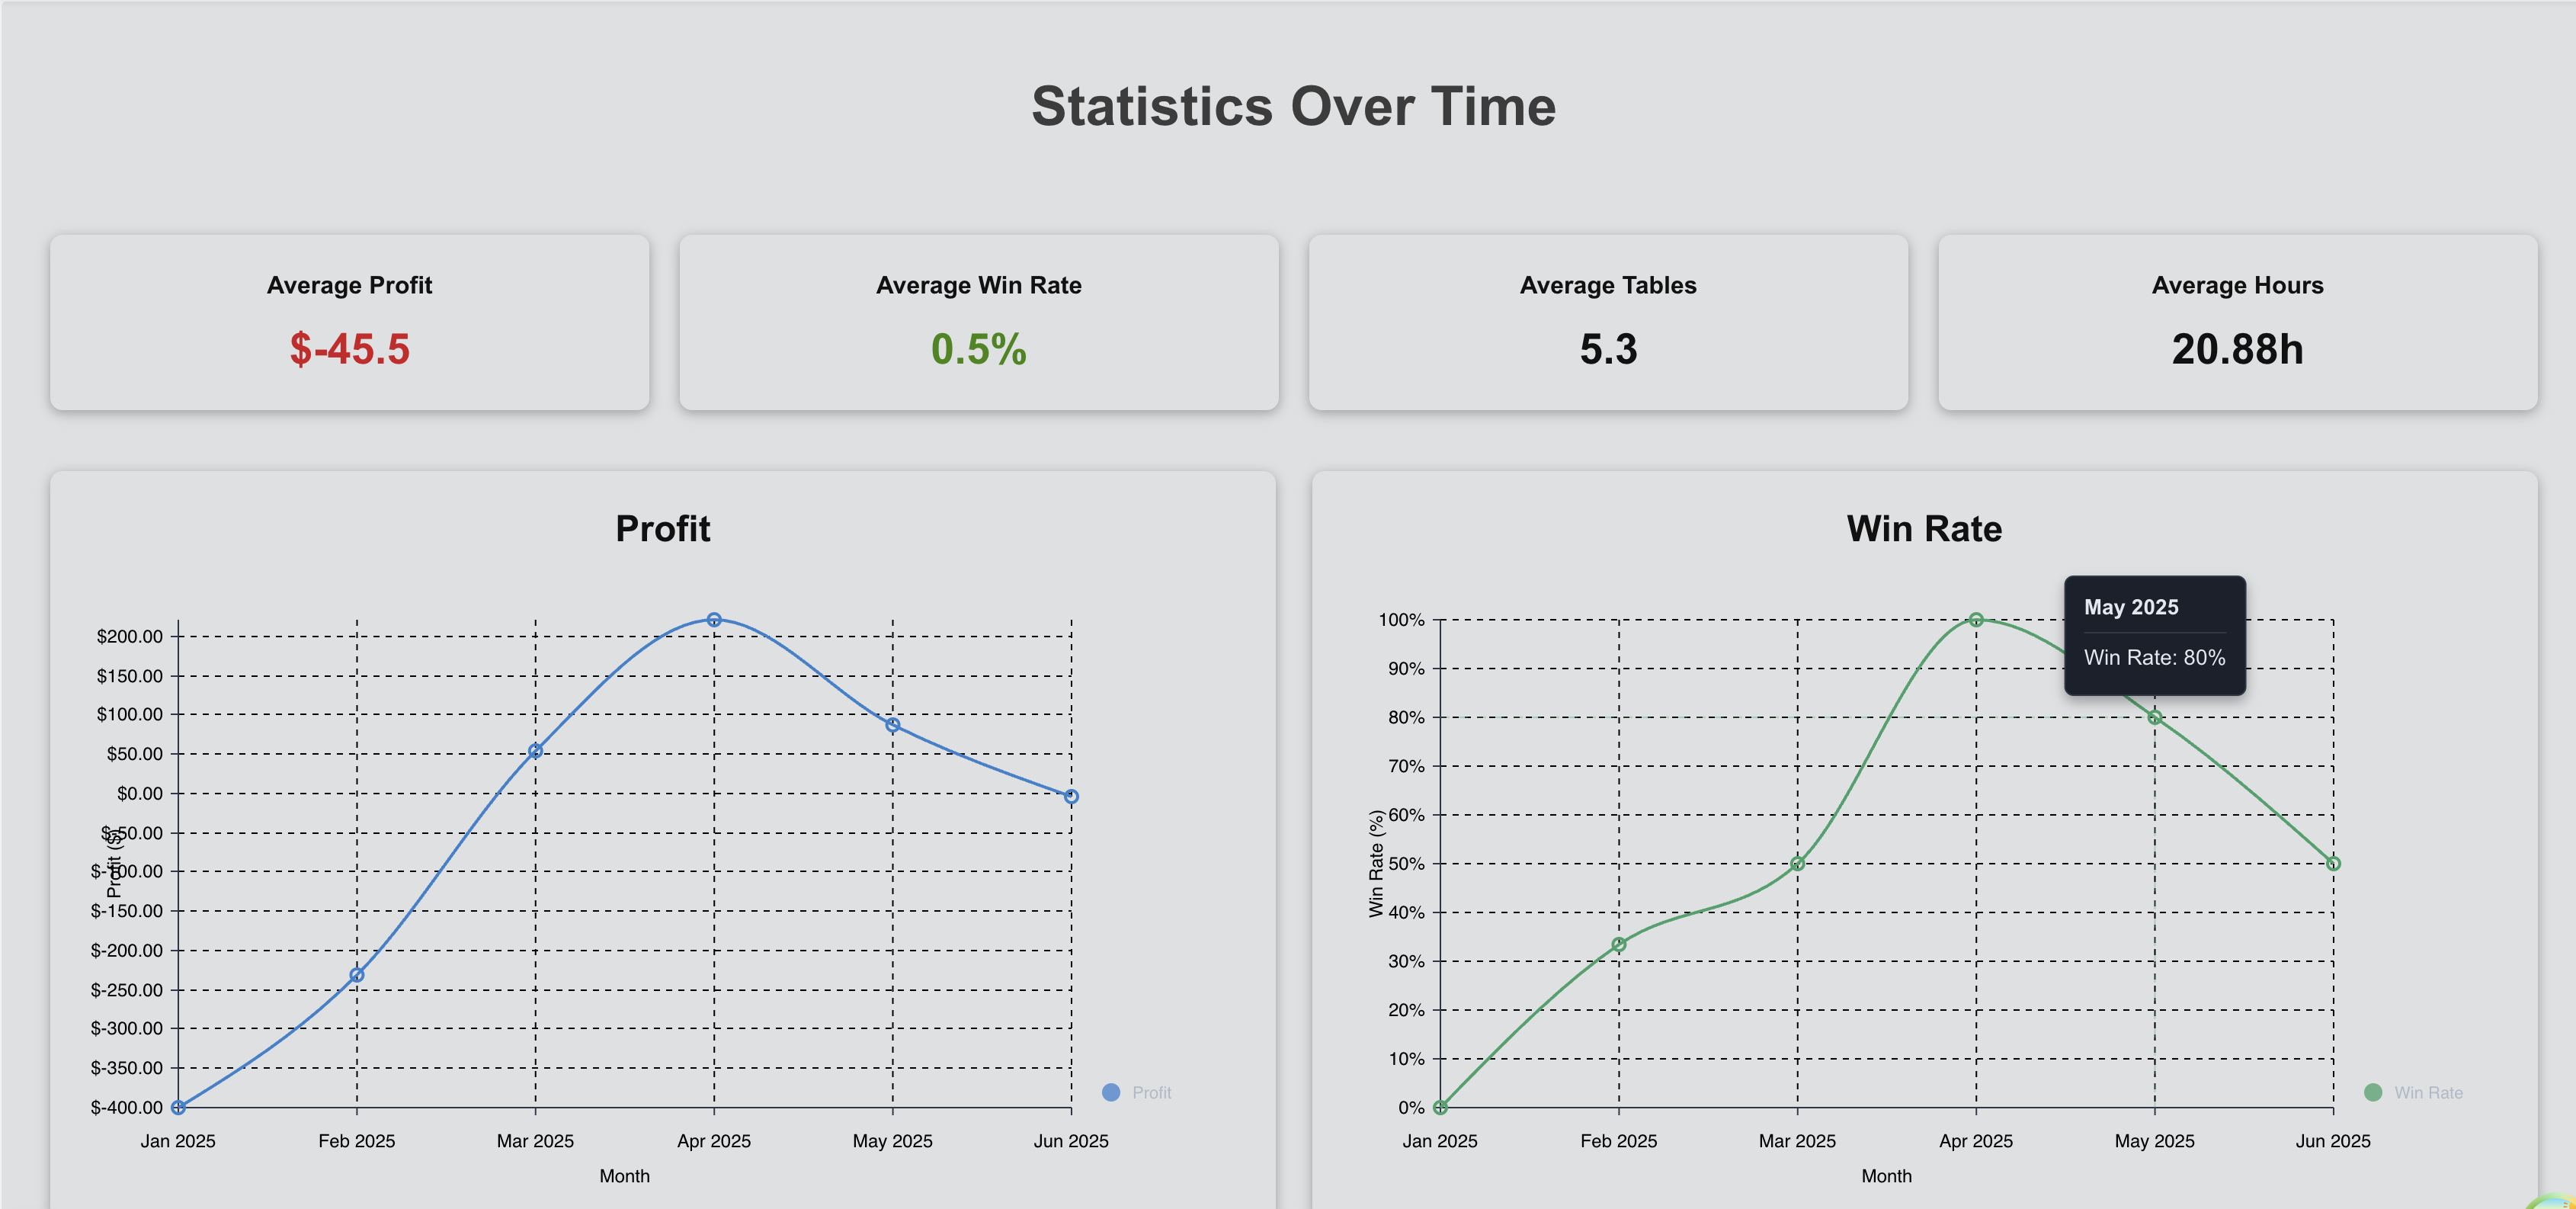 Statistics Over Time
Average Profit
$-45.5
Average Win Rate
0.5%
Average Tables
5.3
Average Hours
20.88h
Profit
$200.00
$150.00
$100.00
$50.00
$0.00
$-50.00
$-100.00
$-150.00
$-200.00
$-250.00
$-300.00
$-350.00
$-400.00
Profit ($)
Jan 2025 Feb 2025 Mar 2025 Apr 2025 May 2025 Jun 2025
Month
Profit
Win Rate
May 2025
Win Rate: 80%
100%
90%
80%
70%
60%
50%
40%
30%
20%
10%
0%
Win Rate (%)
Jan 2025 Feb 2025 Mar 2025 Apr 2025 May 2025 Jun 2025
Month
Win Rate